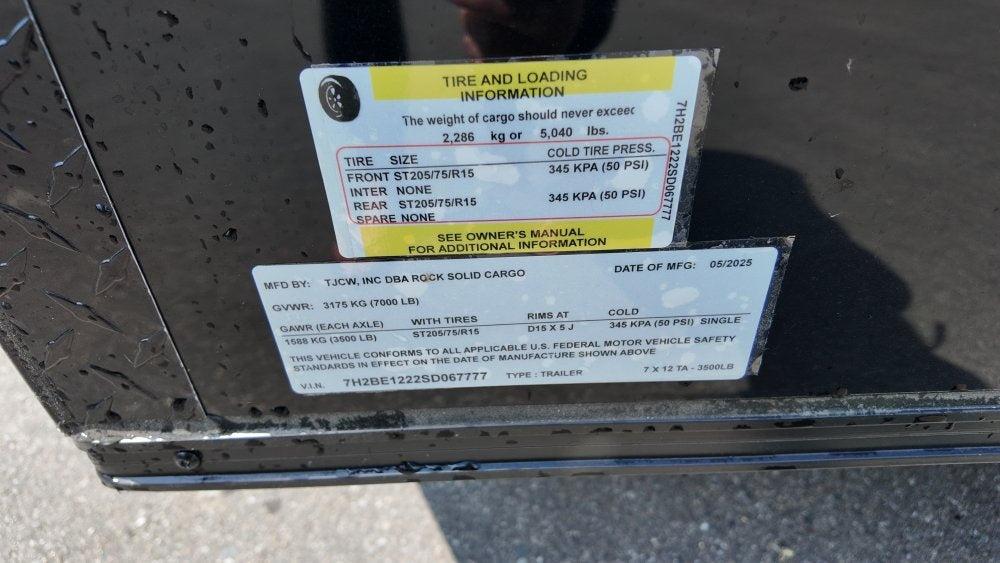 TIRE AND LOADING
INFORMATION
The weight of cargo should never exceed
2,286 kg or 5,040 lbs.
TIRE SIZE COLD TIRE PRESS.
FRONT ST205/75/R15 345 KPA (50 PSI)
INTER NONE
REAR ST205/75/R15 345 KPA (50 PSI)
SPARE NONE
SEE OWNER'S MANUAL
FOR ADDITIONAL INFORMATION
7H2BE1222SD067777
MFD BY: TJCW, INC DBA ROCK SOLID CARGO DATE OF MFG: 05/2025
GVWR: 3175 KG (7000 LB)
GAWR (EACH AXLE) WITH TIRES RIMS AT COLD
1588 KG (3500 LB) ST205/75/R15 D15 X 5 J 345 KPA (50 PSI) SINGLE
THIS VEHICLE CONFORMS TO ALL APPLICABLE U.S. FEDERAL MOTOR VEHICLE SAFETY
STANDARDS IN EFFECT ON THE DATE OF MANUFACTURE SHOWN ABOVE
V.I.N. 7H2BE1222SD067777 TYPE : TRAILER 7 X 12 TA - 3500LB